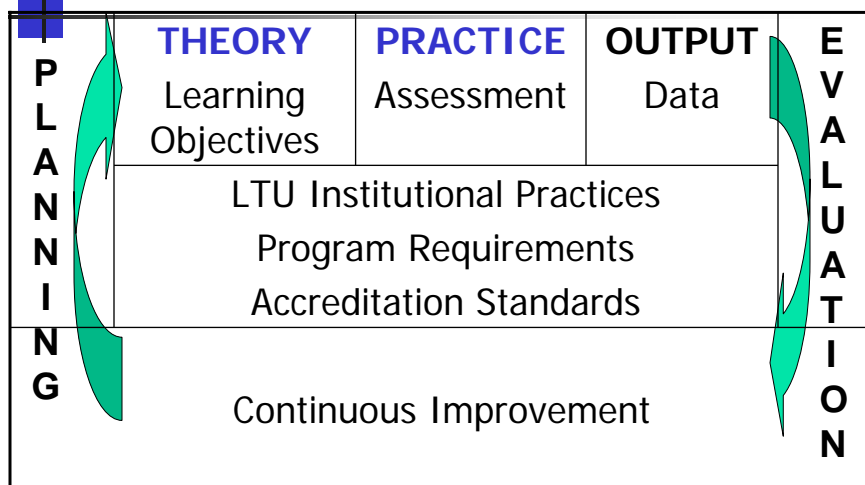 PLANNING
THEORY
Learning
Objectives
PRACTICE
Assessment
OUTPUT
Data
EVALUATION
LTU Institutional Practices
Program Requirements
Accreditation Standards
Continuous Improvement